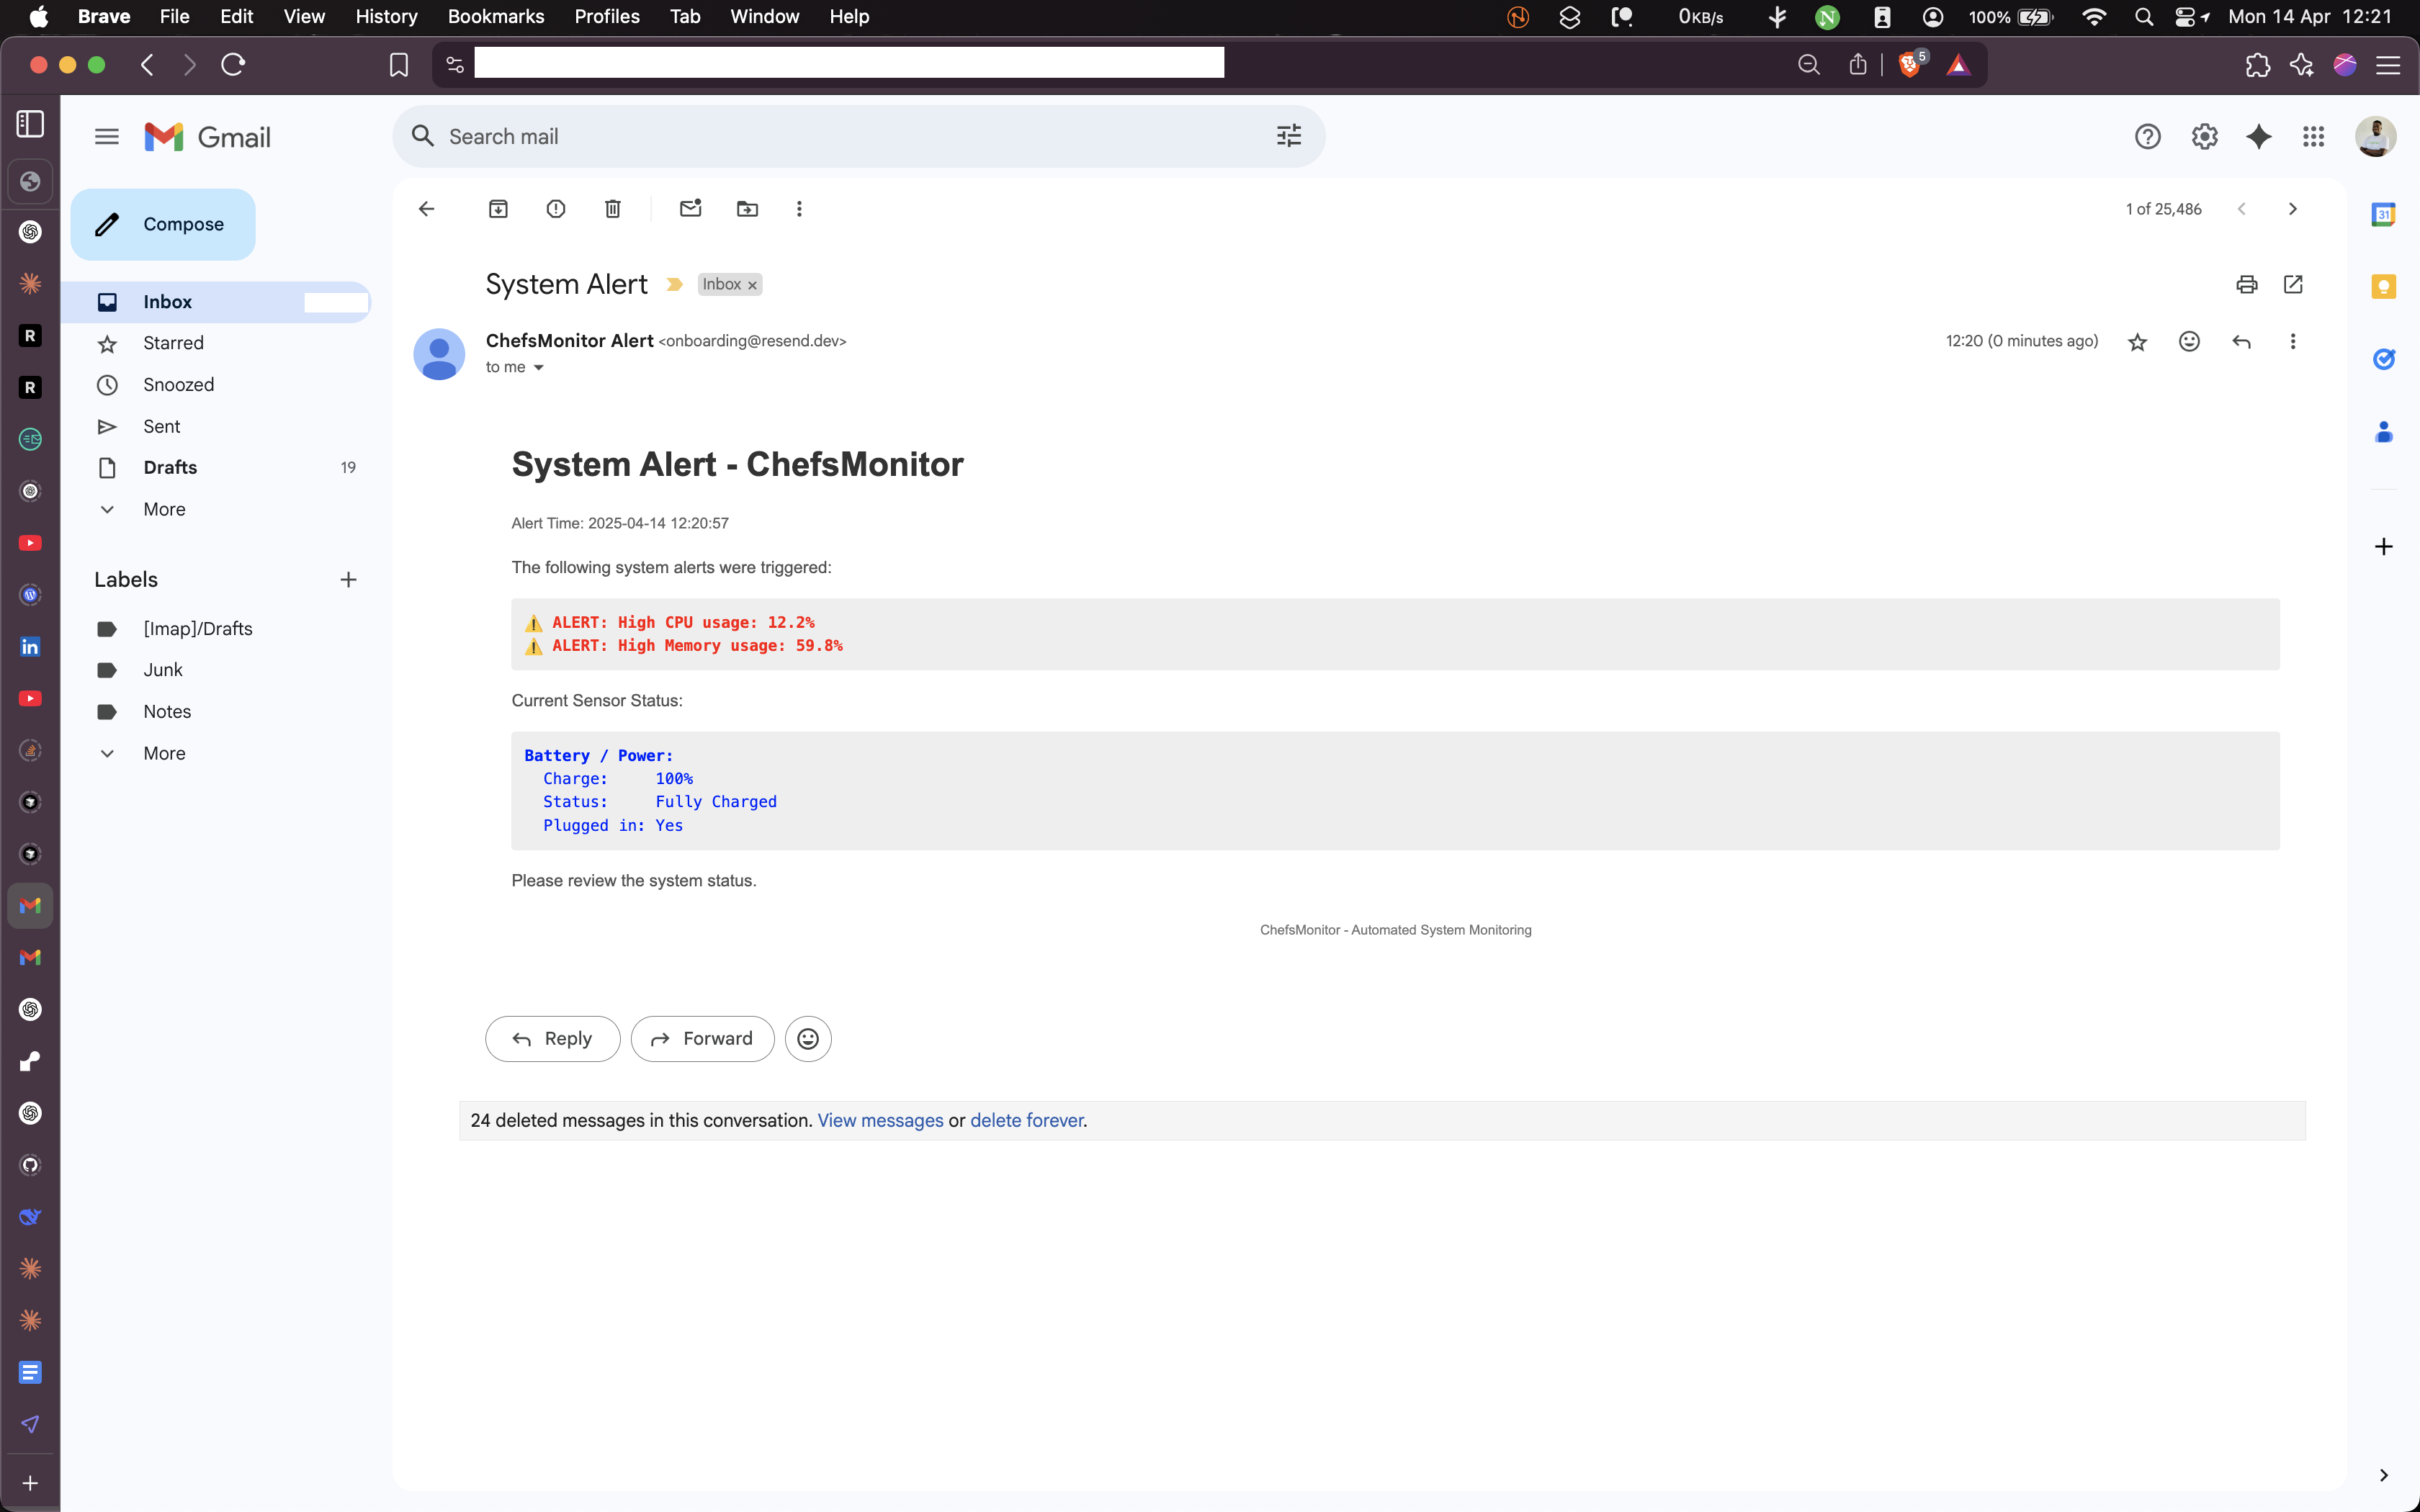 Brave File Edit View History Bookmarks Profiles Tab Window Help
0KB/s N 100% Mon 14 Apr 12:21
5
Gmail
Search mail
Compose
1 of 25,486
31
Inbox
Starred
Snoozed
Sent
Drafts 19
More
Labels
[Imap]/Drafts
Junk
Notes
More
R
R
in
System Alert Inbox
ChefsMonitor Alert <onboarding@resend.dev> 12:20 (0 minutes ago)
to me
System Alert - ChefsMonitor
Alert Time: 2025-04-14 12:20:57
The following system alerts were triggered:
⚠️ ALERT: High CPU usage: 12.2%
⚠️ ALERT: High Memory usage: 59.8%
Current Sensor Status:
Battery / Power:
Charge: 100%
Status: Fully Charged
Plugged in: Yes
Please review the system status.
ChefsMonitor - Automated System Monitoring
Reply Forward
24 deleted messages in this conversation. View messages or delete forever.